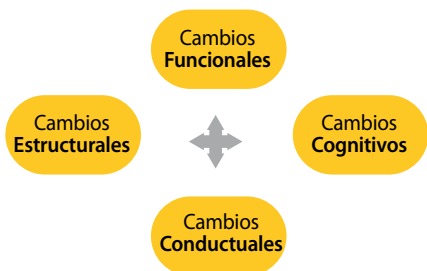 Cambios
Funcionales
Cambios
Estructurales
Cambios
Cognitivos
Cambios
Conductuales